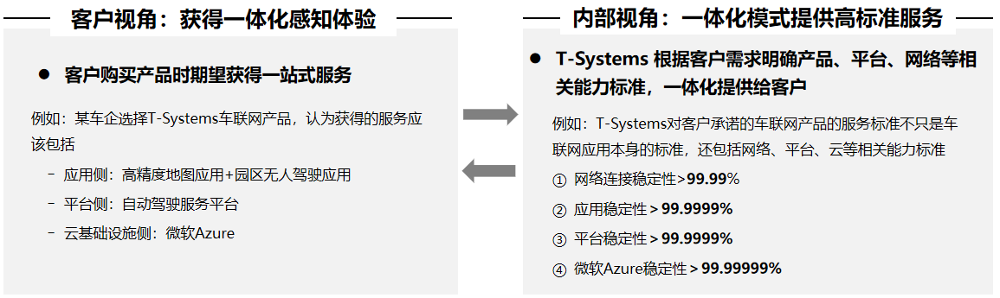 客户视角：获得一体化感知体验
● 客户购买产品时期望获得一站式服务
例如：某车企选择T-Systems车联网产品，认为获得的服务应
该包括
- 应用侧：高精度地图应用+园区无人驾驶应用
- 平台侧：自动驾驶服务平台
- 云基础设施侧：微软Azure
内部视角：一体化模式提供高标准服务
● T-Systems 根据客户需求明确产品、平台、网络等相
关能力标准，一体化提供给客户
例如：T-Systems对客户承诺的车联网产品的服务标准不只是车
联网应用本身的标准，还包括网络、平台、云等相关能力标准
① 网络连接稳定性>99.99%
② 应用稳定性＞99.9999%
③ 平台稳定性＞99.9999%
④ 微软Azure稳定性＞99.99999%